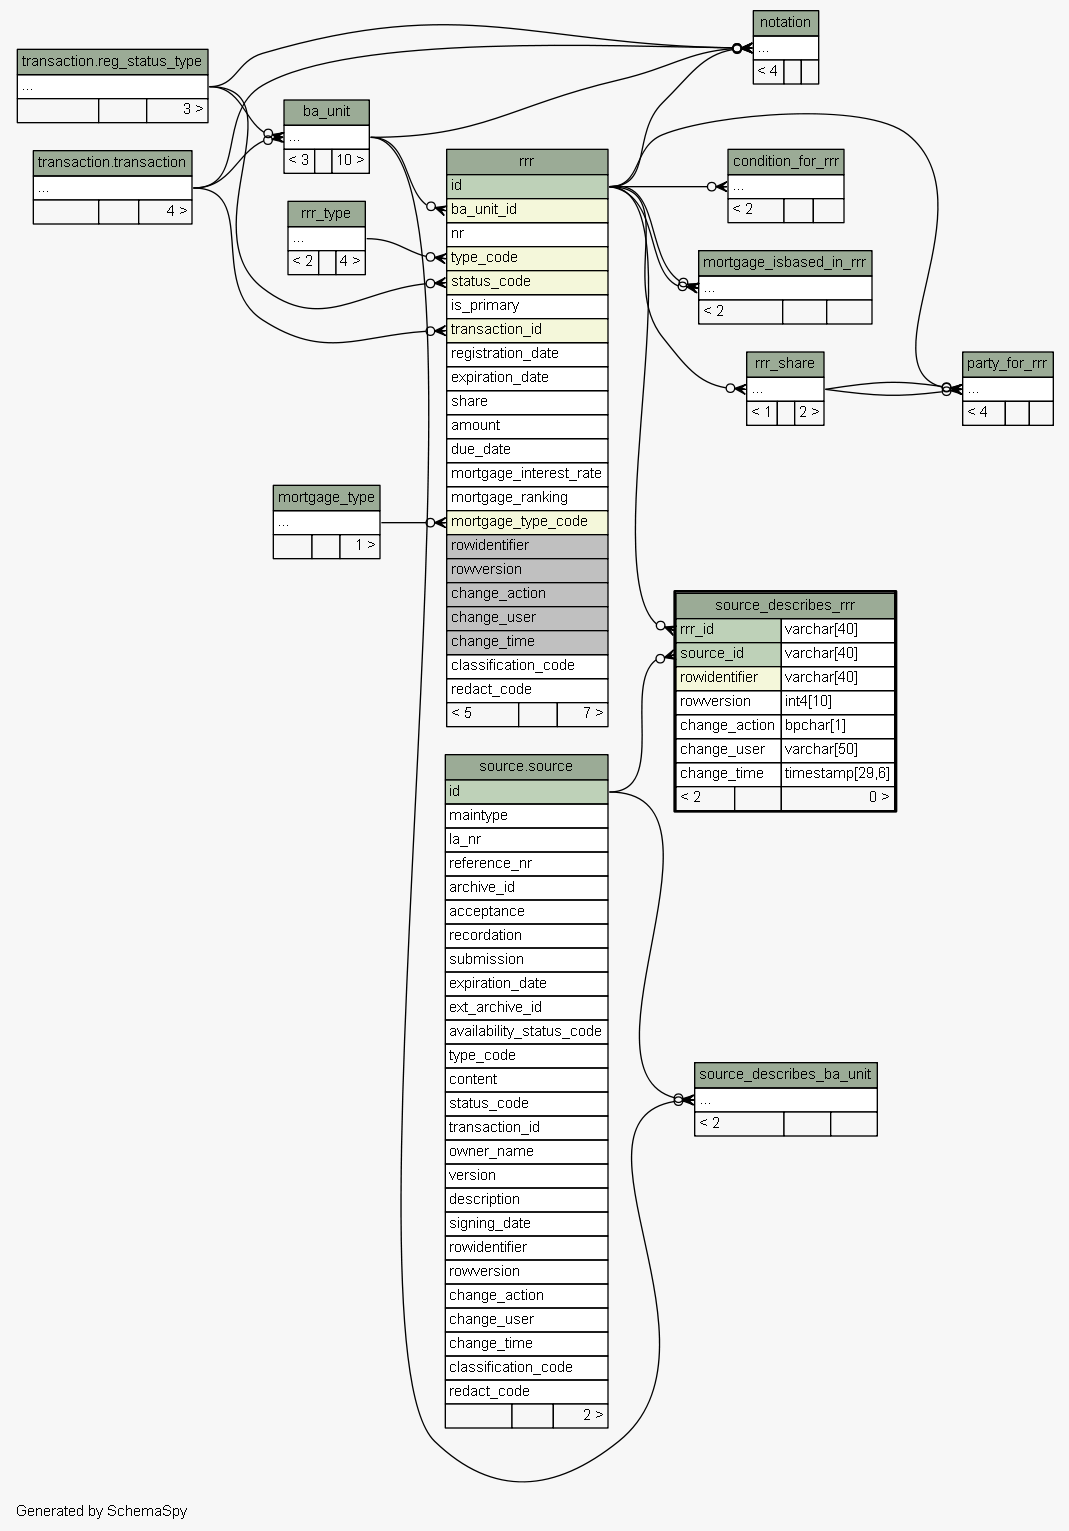 notation
...
< 4
transaction.reg_status_type
...
3 >
ba_unit
...
< 3 10 >
transaction.transaction
...
4 >
rrr_type
...
< 2 4 >
rrr
id
ba_unit_id
nr
type_code
status_code
is_primary
transaction_id
registration_date
expiration_date
share
amount
due_date
mortgage_interest_rate
mortgage_ranking
mortgage_type_code
rowidentifier
rowversion
change_action
change_user
change_time
classification_code
redact_code
< 5 7 >
condition_for_rrr
...
< 2
mortgage_isbased_in_rrr
...
< 2
rrr_share
...
< 1 2 >
party_for_rrr
...
< 4
mortgage_type
...
1 >
source_describes_rrr
rrr_id varchar[40]
source_id varchar[40]
rowidentifier varchar[40]
rowversion int4[10]
change_action bpchar[1]
change_user varchar[50]
change_time timestamp[29,6]
< 2 0 >
source.source
id
maintype
la_nr
reference_nr
archive_id
acceptance
recordation
submission
expiration_date
ext_archive_id
availability_status_code
type_code
content
status_code
transaction_id
owner_name
version
description
signing_date
rowidentifier
rowversion
change_action
change_user
change_time
classification_code
redact_code
2 >
source_describes_ba_unit
...
< 2
Generated by SchemaSpy